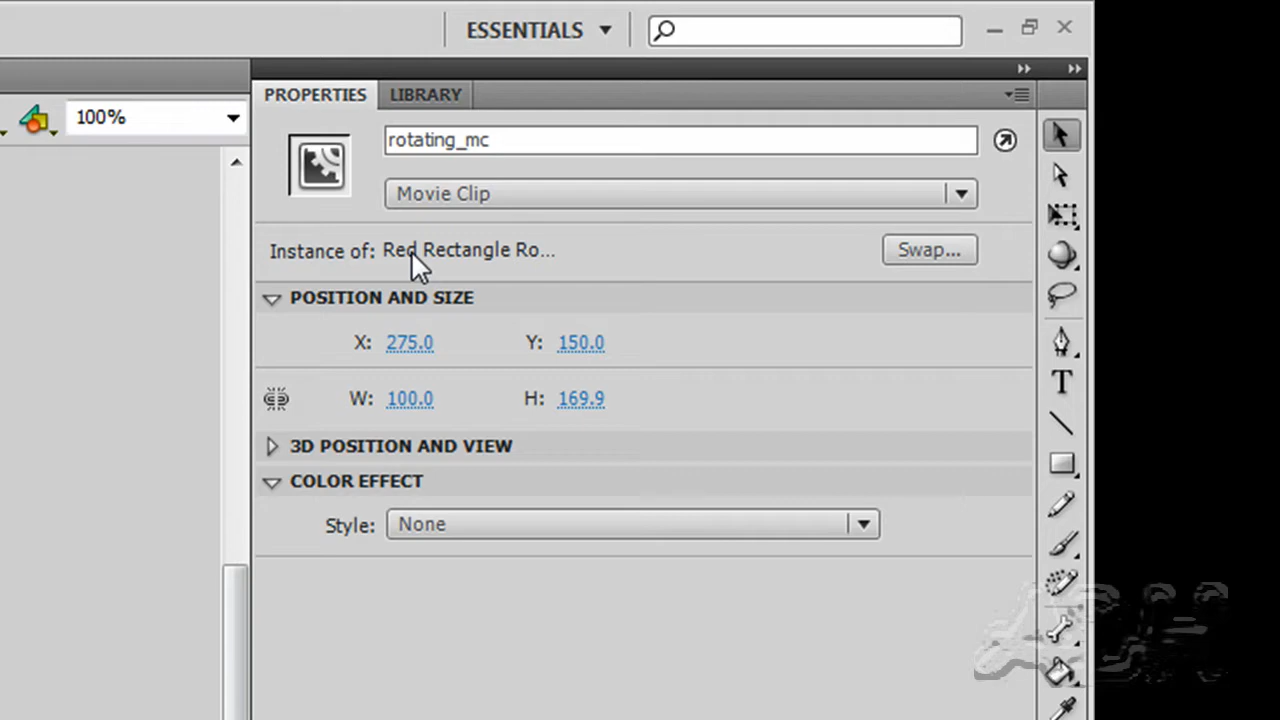 ESSENTIALS
PROPERTIES LIBRARY
100%
rotating_mc
Movie Clip
Instance of: Red Rectangle Ro... Swap...
POSITION AND SIZE
X: 275.0 Y: 150.0
W: 100.0 H: 169.9
3D POSITION AND VIEW
COLOR EFFECT
Style: None